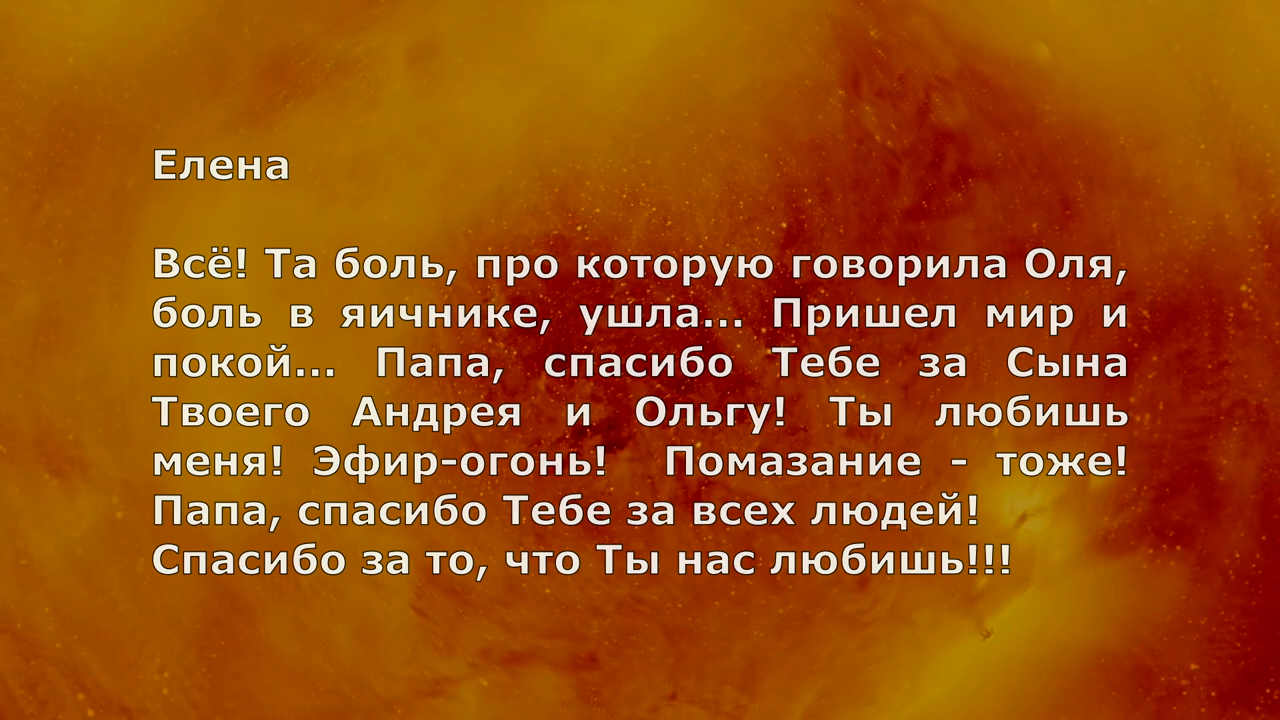 Елена
Всё! Та боль, про которую говорила Оля,
боль в яичнике, ушла... Пришел мир и
покой... Папа, спасибо Тебе за Сына
Твоего Андрея и Ольгу! Ты любишь
меня! Эфир-огонь! Помазание - тоже!
Папа, спасибо Тебе за всех людей!
Спасибо за то, что Ты нас любишь!!!